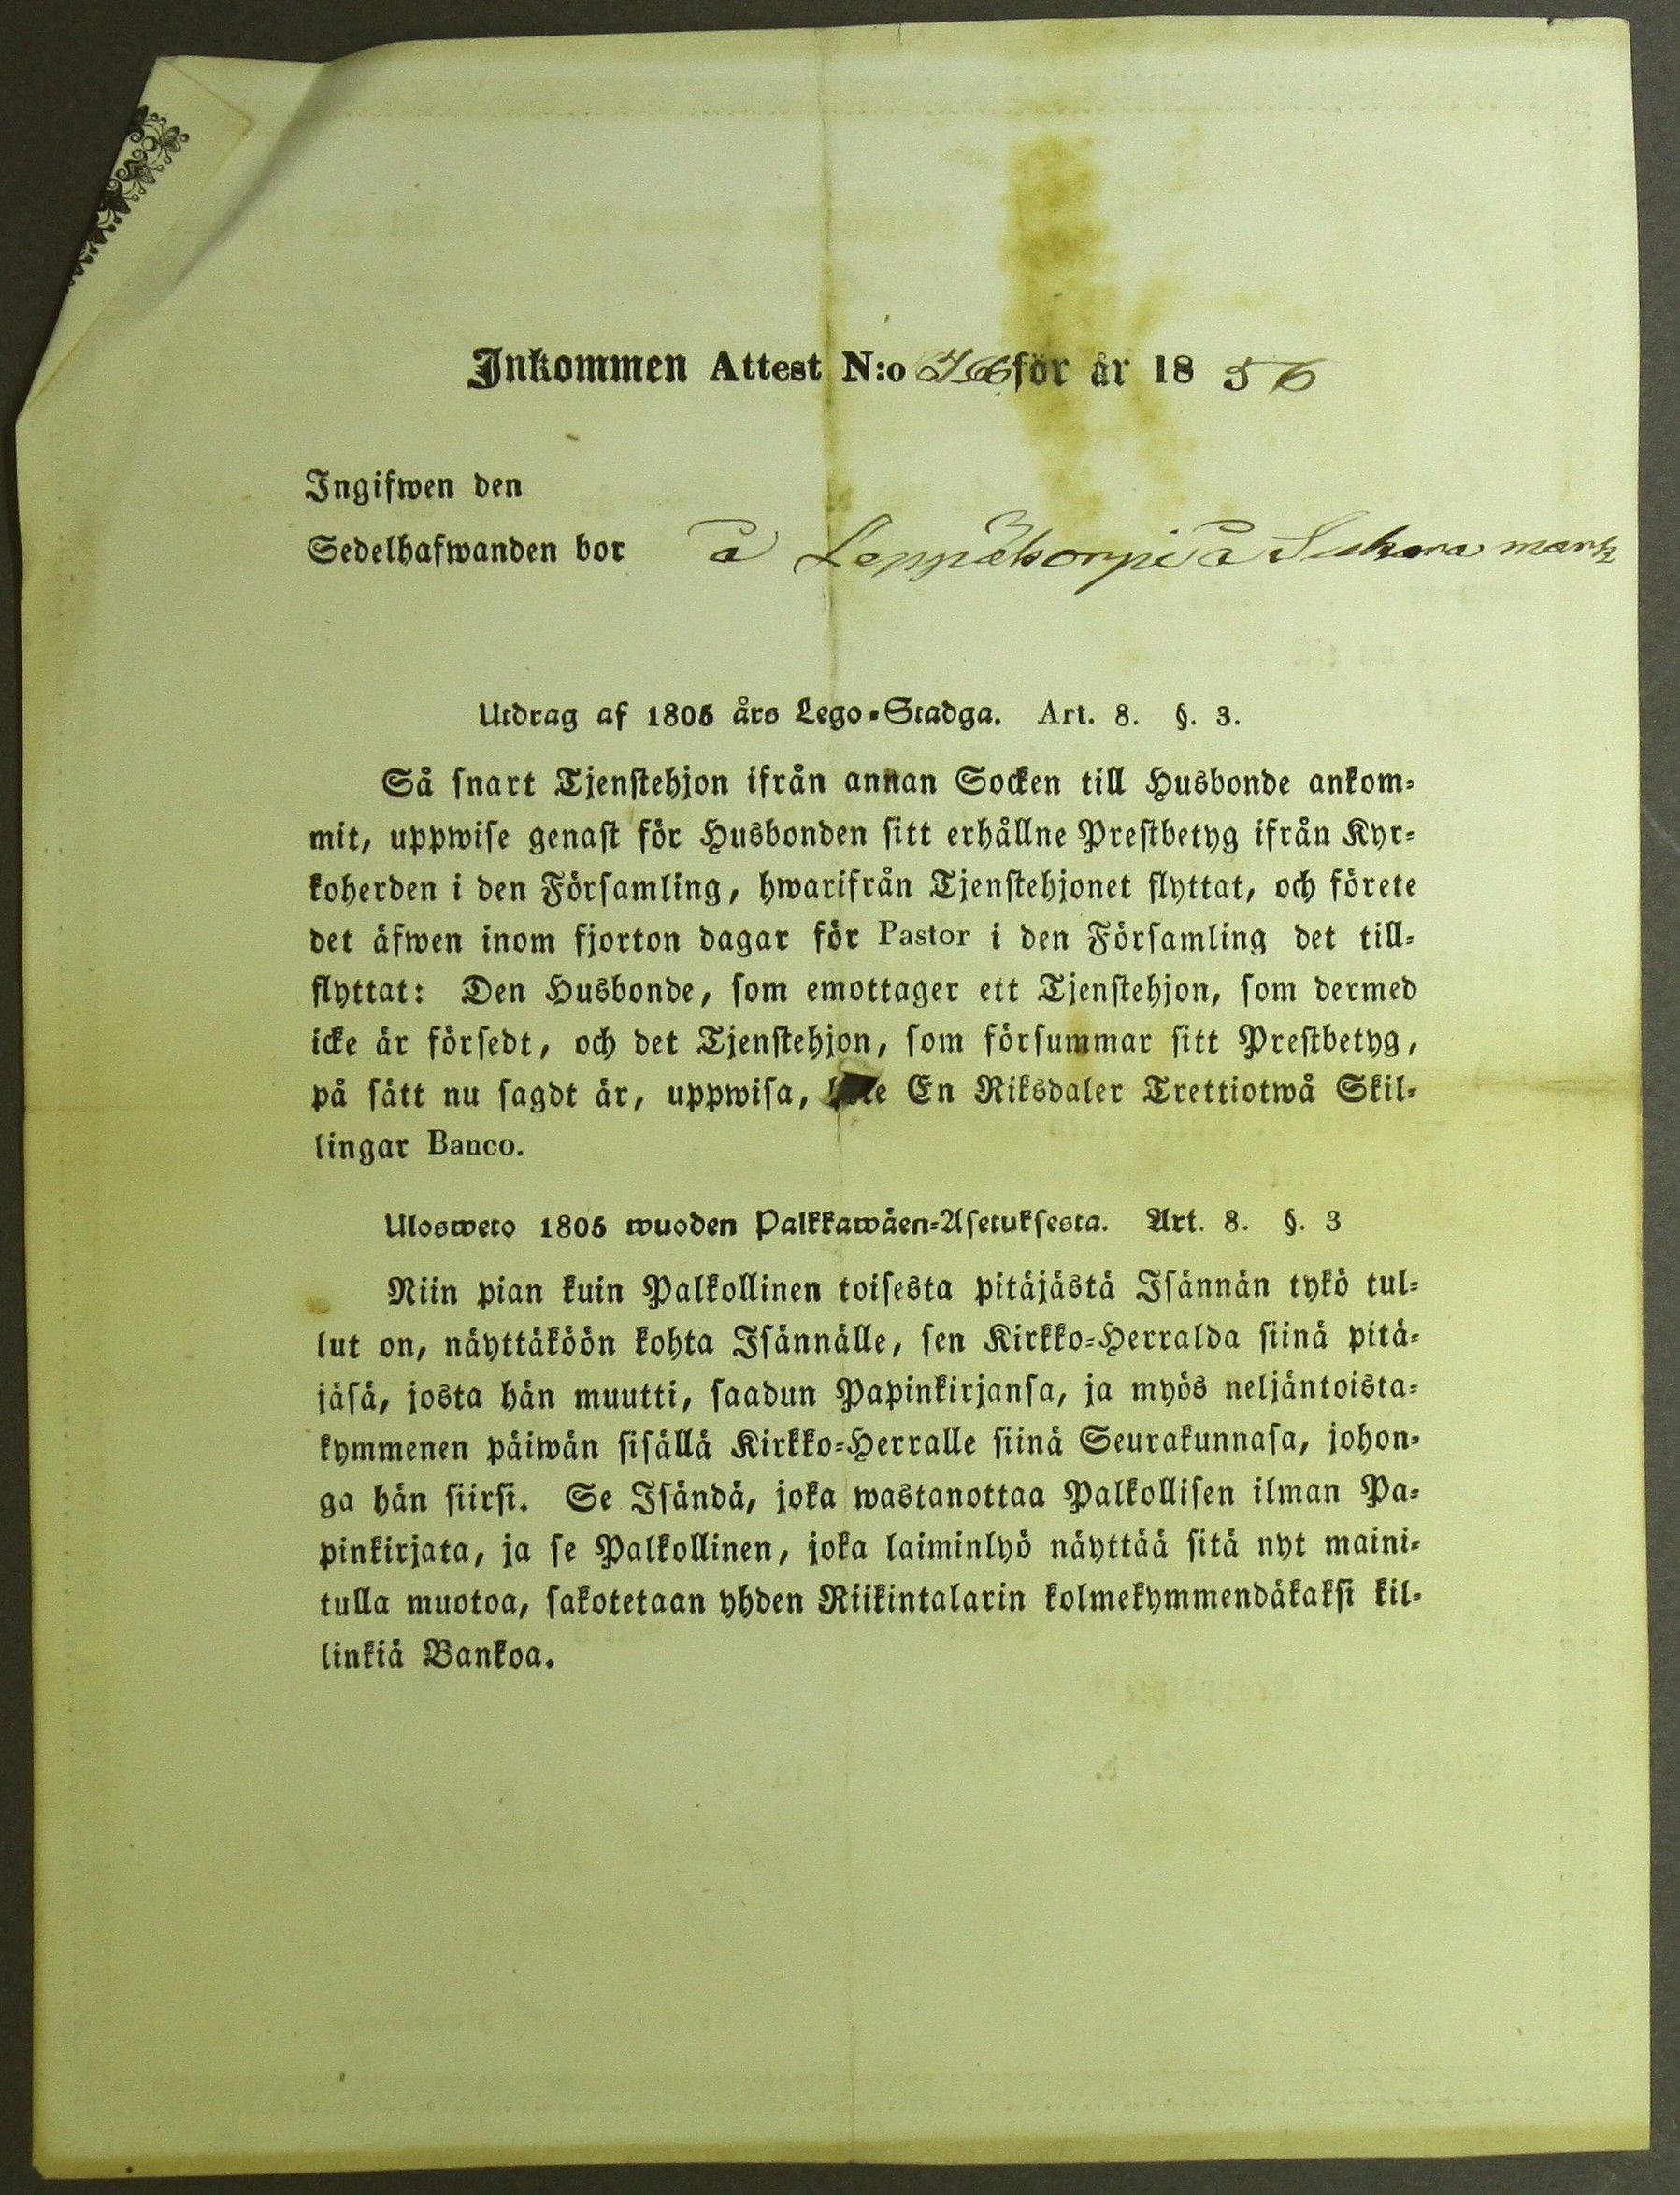 Inkommen Attest N:o för år 18 56
Ingifwen den
Sedelhafwanden bor å Leppäkorpi å mark
Utdrag af 1805 års Lego-Stadga. Art. 8. §. 3.
Så snart Tjenstehjon ifrån annan Socken till Husbonde ankom-
mit, uppwise genast för Husbonden sitt erhållne Prestbetyg ifrån Kyr-
koherden i den Församling, hwarifrån Tjenstehjonet flyttat, och förete
det äfwen inom fjorton dagar för Pastor i den Församling det till-
flyttat: Den Husbonde, som emottager ett Tjenstehjon, som dermed
icke är försedt, och det Tjenstehjon, som försummar sitt Prestbetyg,
på sätt nu sagdt är, uppwisa, En Riksdaler Trettiotwå Skil-
lingar Banco.
Ulosweto 1805 wuoden Palkkawäen-Asetuksesta. Art. 8. §. 3
Niin pian kuin Palkollinen toisesta pitäjästä Isännän tykö tul-
lut on, näyttäköön kohta Isännälle, sen Kirkko-Herralda siinä pitä-
jäsä, josta hän muutti, saadun Papinkirjansa, ja myös neljäntoista-
kymmenen päiwän sisällä Kirkko-Herralle siinä Seurakunnasa, johon-
ga hän siirsi. Se Isändä, joka wastanottaa Palkollisen ilman Pa-
pinkirjata, ja se Palkollinen, joka laiminlyö näyttää sitä nyt maini-
tulla muotoa, sakotetaan yhden Riikintalarin kolmekymmendäkaksi kil-
linkiä Bankoa.